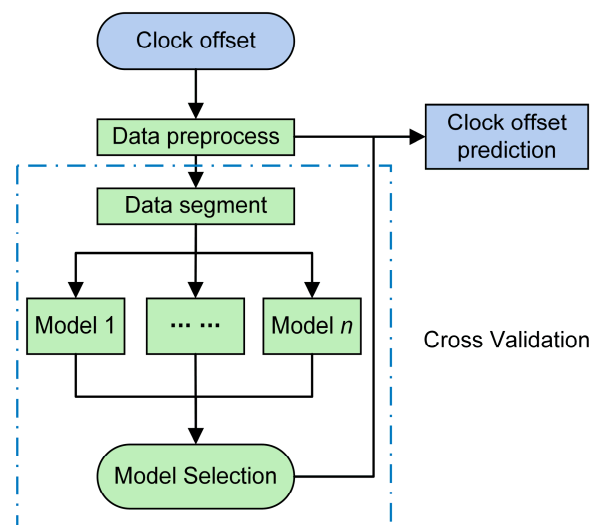 Clock offset
Data preprocess
Clock offset
prediction
Data segment
Model 1
... ...
Model n
Cross Validation
Model Selection